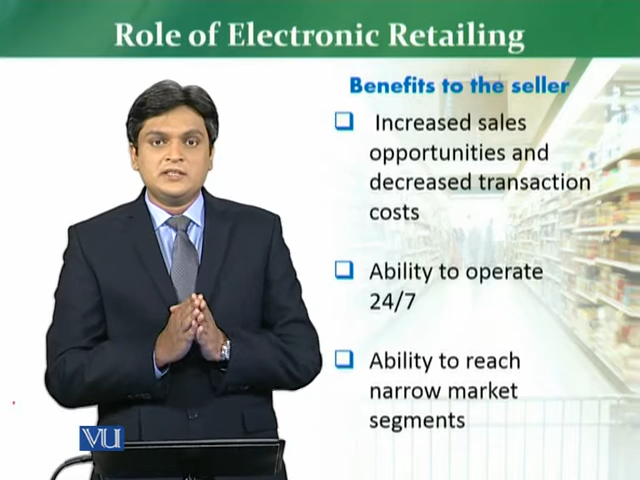 Role of Electronic Retailing
Benefits to the seller
Increased sales
opportunities and
decreased transaction
costs
Ability to operate
24/7
Ability to reach
narrow market
segments
VU